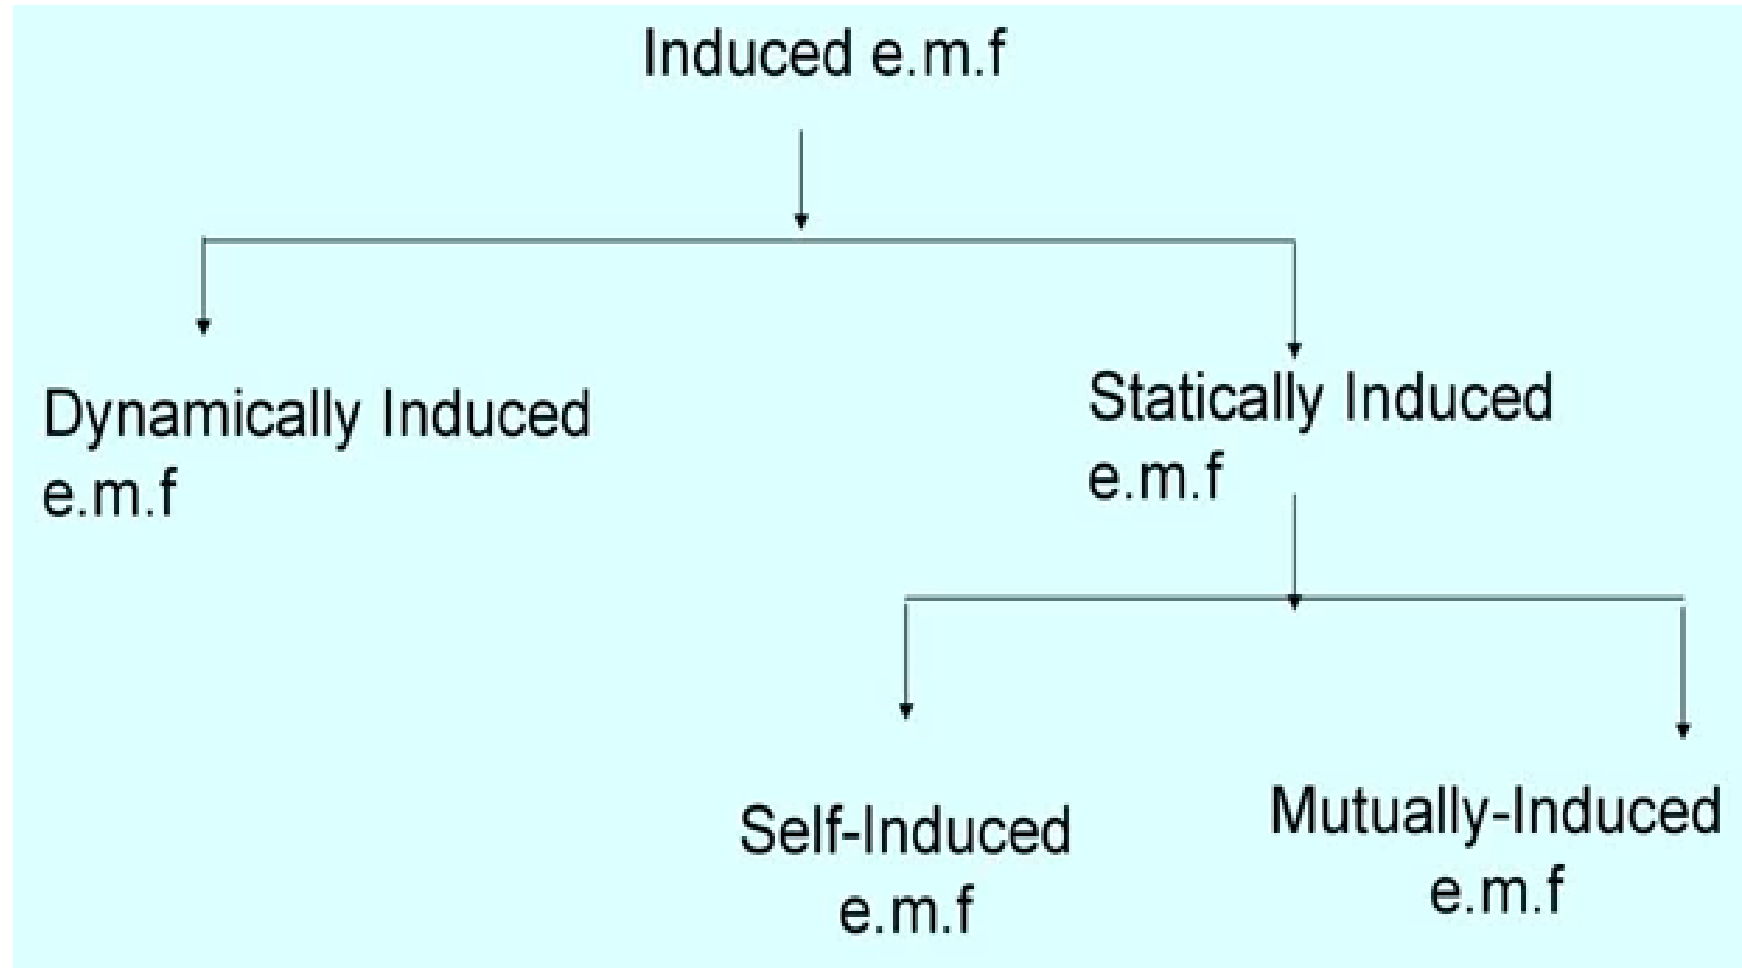 Induced e.m.f
Dynamically Induced
e.m.f
Statically Induced
e.m.f
Self-Induced
e.m.f
Mutually-Induced
e.m.f